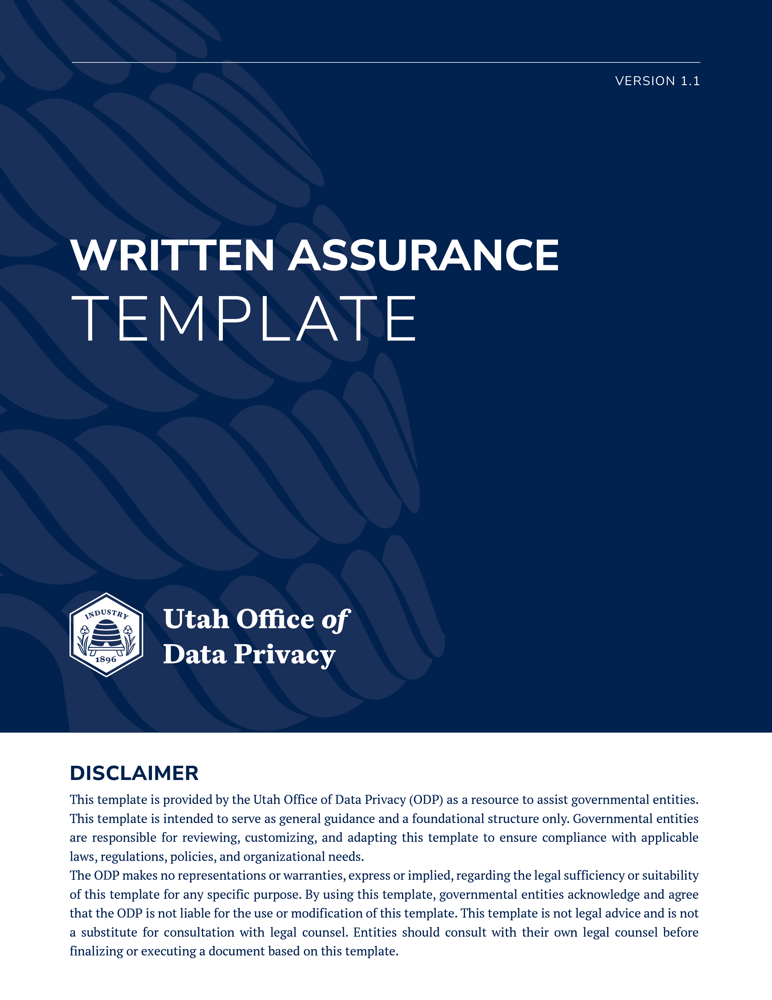 VERSION 1.1
WRITTEN ASSURANCE
TEMPLATE
INDUSTRY
1896
Utah Office of
Data Privacy
DISCLAIMER
This template is provided by the Utah Office of Data Privacy (ODP) as a resource to assist governmental entities.
This template is intended to serve as general guidance and a foundational structure only. Governmental entities
are responsible for reviewing, customizing, and adapting this template to ensure compliance with applicable
laws, regulations, policies, and organizational needs.
The ODP makes no representations or warranties, express or implied, regarding the legal sufficiency or suitability
of this template for any specific purpose. By using this template, governmental entities acknowledge and agree
that the ODP is not liable for the use or modification of this template. This template is not legal advice and is not
a substitute for consultation with legal counsel. Entities should consult with their own legal counsel before
finalizing or executing a document based on this template.